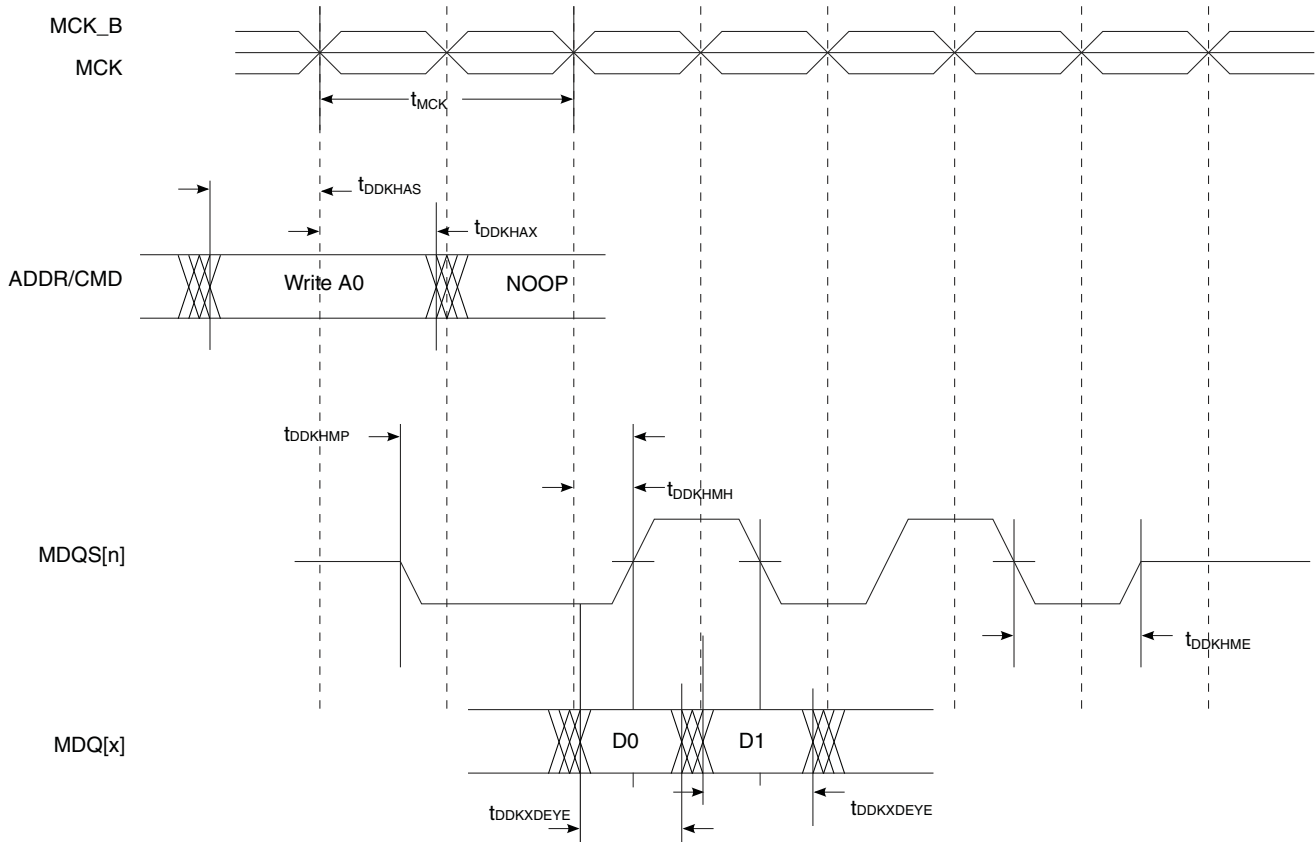 MCK_B
MCK
tMCK
tDDKHAS
tDDKHAX
ADDR/CMD
Write A0
NOOP
tDDKHMP
tDDKHMH
MDQS[n]
tDDKHME
MDQ[x]
D0
D1
tDDKXDEYE
tDDKXDEYE